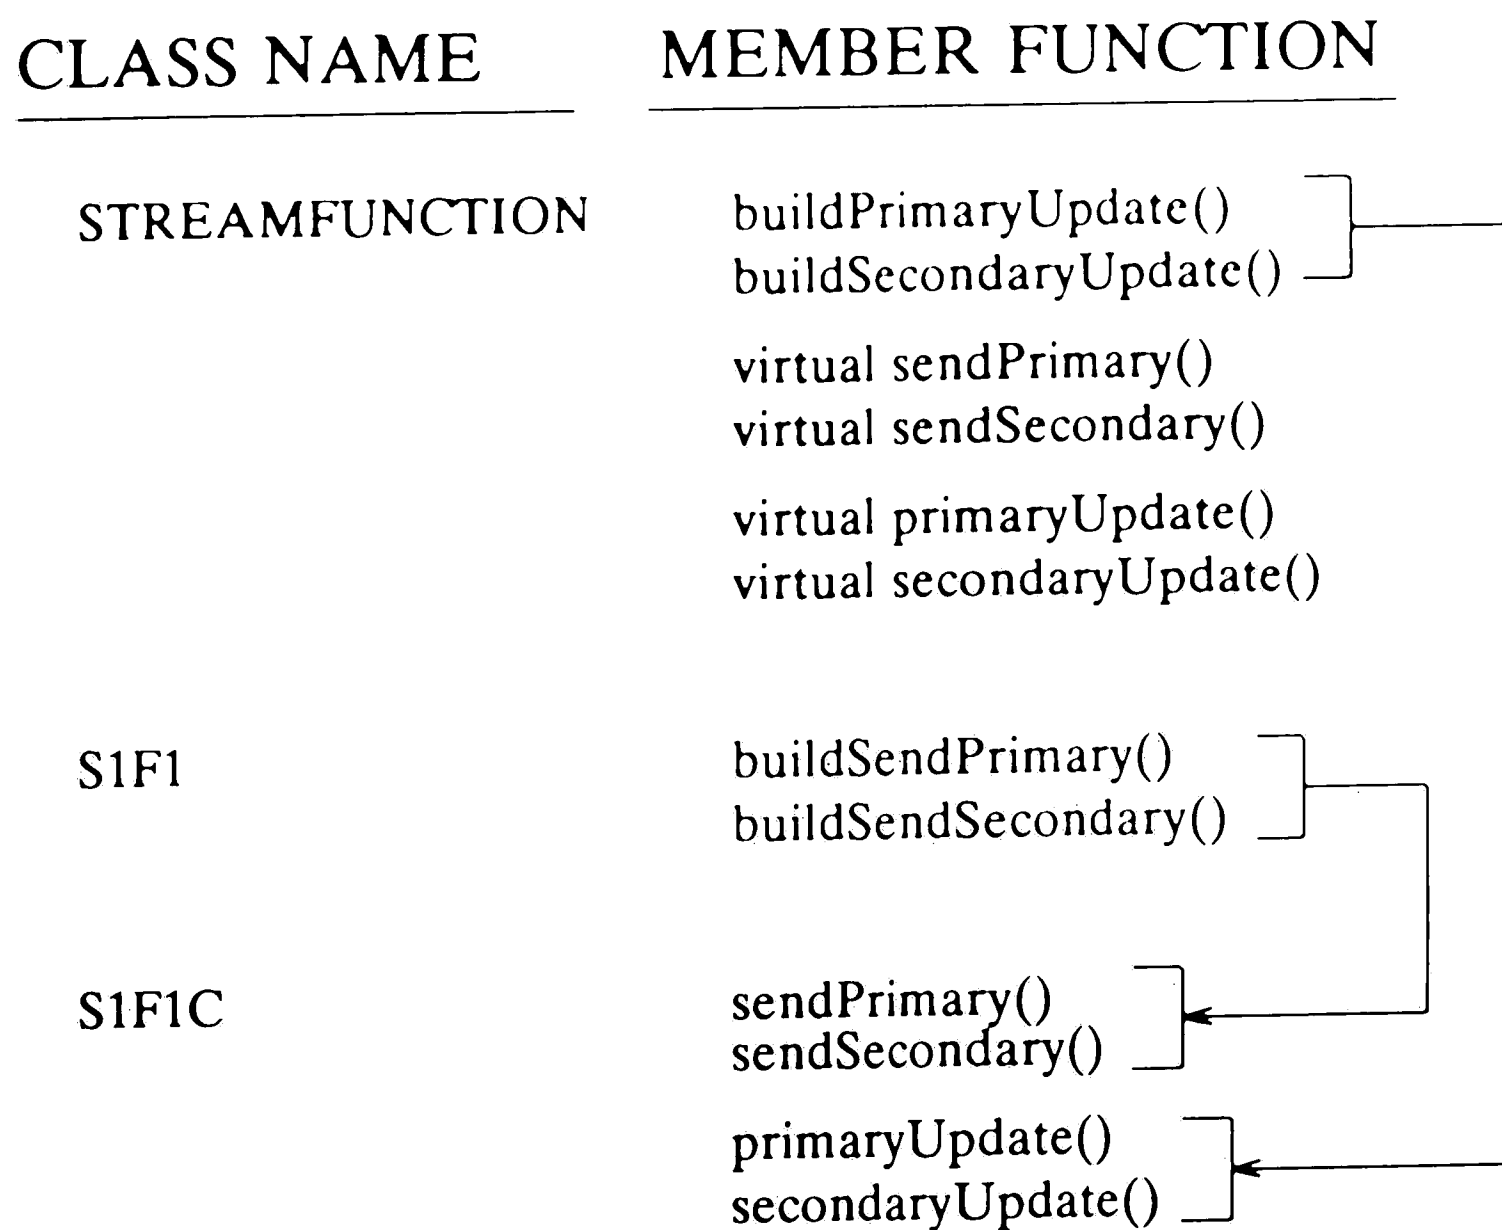 CLASS NAME MEMBER FUNCTION
STREAMFUNCTION buildPrimaryUpdate()
buildSecondaryUpdate()
virtual sendPrimary()
virtual sendSecondary()
virtual primaryUpdate()
virtual secondaryUpdate()
S1F1 buildSendPrimary()
buildSendSecondary()
S1F1C sendPrimary()
sendSecondary()
primaryUpdate()
secondaryUpdate()